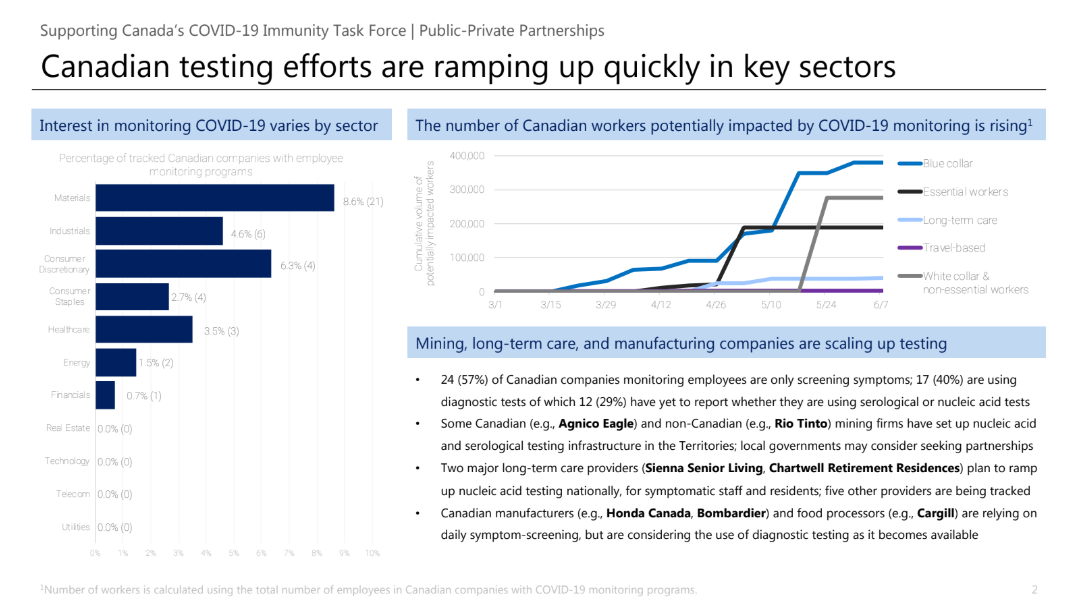 Supporting Canada's COVID-19 Immunity Task Force | Public-Private Partnerships
Canadian testing efforts are ramping up quickly in key sectors
Interest in monitoring COVID-19 varies by sector
Percentage of tracked Canadian companies with employee
monitoring programs
Materials 8.6% (21)
Industrials 4.6% (6)
Consumer
Discretionary 6.3% (4)
Consumer
Staples 2.7% (4)
Healthcare 3.5% (3)
Energy 1.5% (2)
Financials 0.7% (1)
Real Estate 0.0% (0)
Technology 0.0% (0)
Telecom 0.0% (0)
Utilities 0.0% (0)
0% 1% 2% 3% 4% 5% 6% 7% 8% 9% 10%
The number of Canadian workers potentially impacted by COVID-19 monitoring is rising¹
Cumulative volume of
potentially impacted workers
400,000
300,000
200,000
100,000
0
3/1 3/15 3/29 4/12 4/26 5/10 5/24 6/7
Blue collar
Essential workers
Long-term care
Travel-based
White collar &
non-essential workers
Mining, long-term care, and manufacturing companies are scaling up testing
• 24 (57%) of Canadian companies monitoring employees are only screening symptoms; 17 (40%) are using
diagnostic tests of which 12 (29%) have yet to report whether they are using serological or nucleic acid tests
• Some Canadian (e.g., Agnico Eagle) and non-Canadian (e.g., Rio Tinto) mining firms have set up nucleic acid
and serological testing infrastructure in the Territories; local governments may consider seeking partnerships
• Two major long-term care providers (Sienna Senior Living, Chartwell Retirement Residences) plan to ramp
up nucleic acid testing nationally, for symptomatic staff and residents; five other providers are being tracked
• Canadian manufacturers (e.g., Honda Canada, Bombardier) and food processors (e.g., Cargill) are relying on
daily symptom-screening, but are considering the use of diagnostic testing as it becomes available
¹Number of workers is calculated using the total number of employees in Canadian companies with COVID-19 monitoring programs.
2